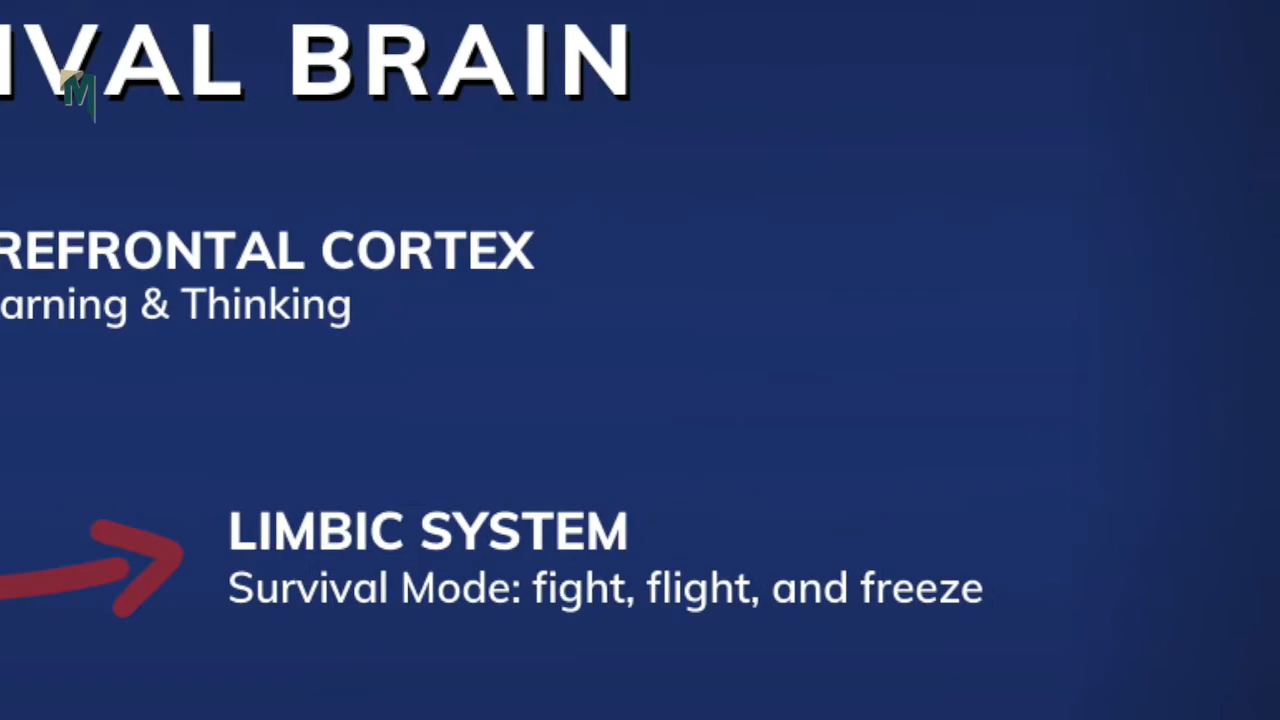 IVAL BRAIN
M
REFRONTAL CORTEX
arning & Thinking
LIMBIC SYSTEM
Survival Mode: fight, flight, and freeze